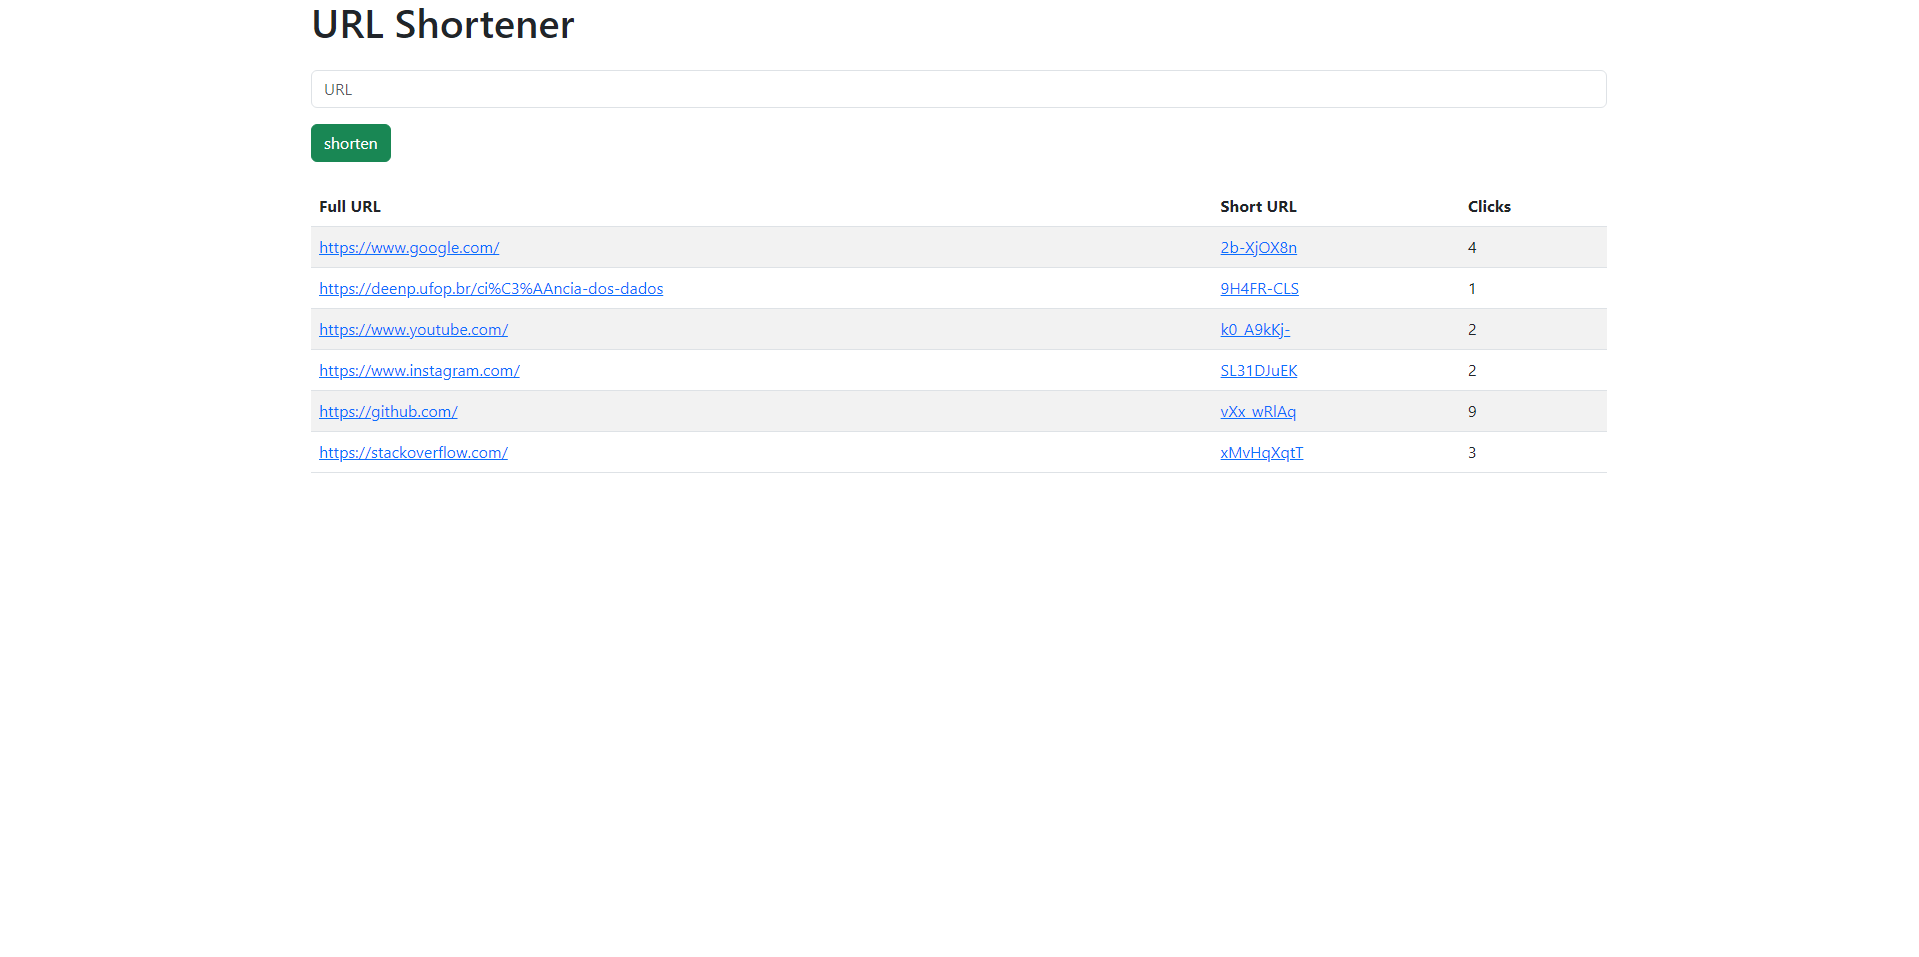 URL Shortener
URL
shorten
Full URL Short URL Clicks
https://www.google.com/ 2b-XjOX8n 4
https://deenp.ufop.br/ci%C3%AAncia-dos-dados 9H4FR-CLS 1
https://www.youtube.com/ k0_A9kKj- 2
https://www.instagram.com/ SL31DJuEK 2
https://github.com/ vXx_wRlAq 9
https://stackoverflow.com/ xMvHqXqtT 3